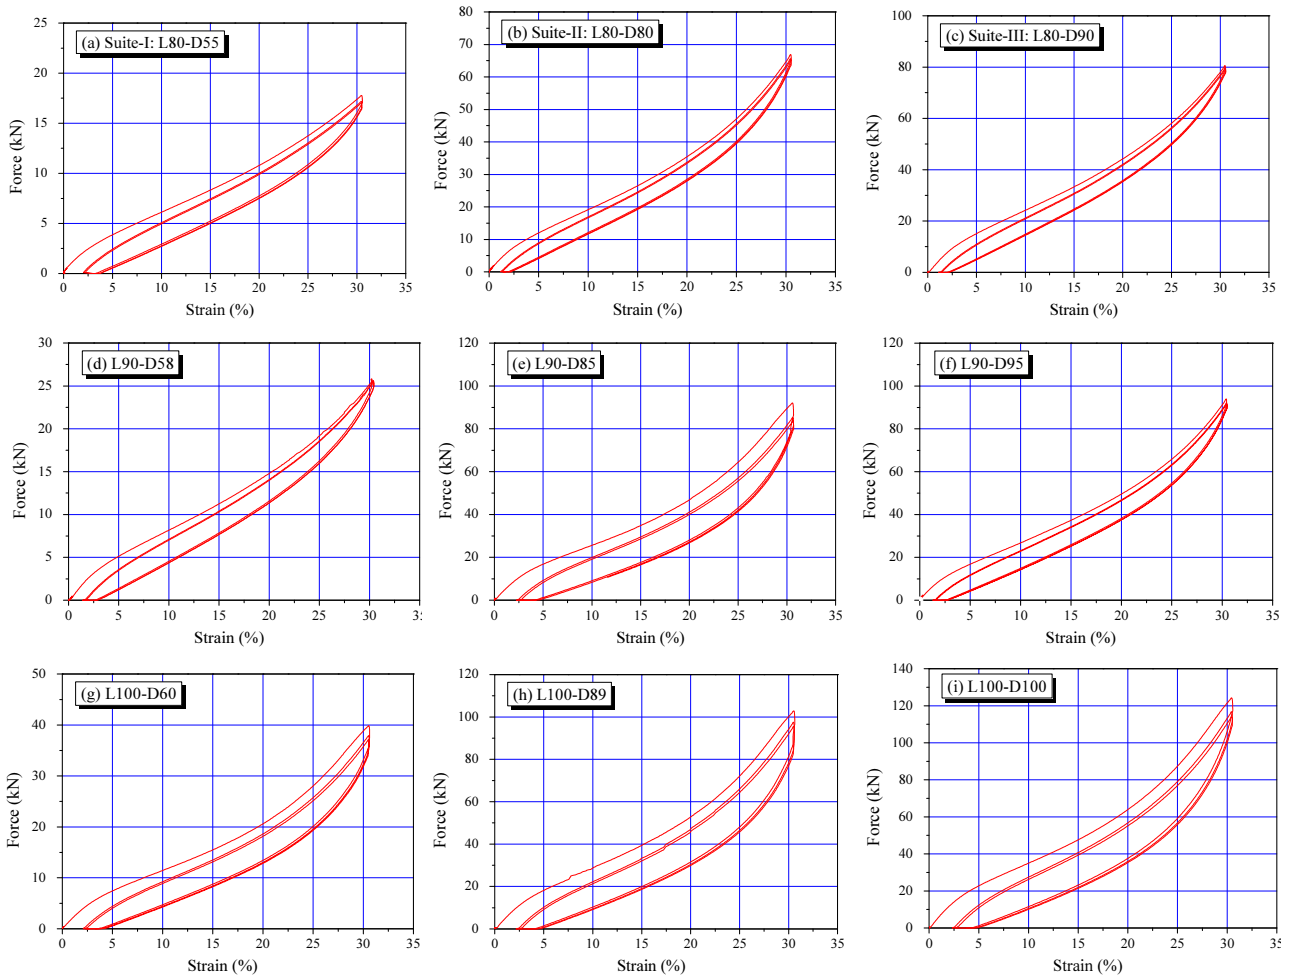 (a) Suite-I: L80-D55
Force (kN)
25
20
15
10
5
0
0 5 10 15 20 25 30 35
Strain (%)
(b) Suite-II: L80-D80
Force (kN)
80
70
60
50
40
30
20
10
0
0 5 10 15 20 25 30 35
Strain (%)
(c) Suite-III: L80-D90
Force (kN)
100
80
60
40
20
0
0 5 10 15 20 25 30 35
Strain (%)
(d) L90-D58
Force (kN)
30
25
20
15
10
5
0
0 5 10 15 20 25 30 35
Strain (%)
(e) L90-D85
Force (kN)
120
100
80
60
40
20
0
0 5 10 15 20 25 30 35
Strain (%)
(f) L90-D95
Force (kN)
120
100
80
60
40
20
0
0 5 10 15 20 25 30 35
Strain (%)
(g) L100-D60
Force (kN)
50
40
30
20
10
0
0 5 10 15 20 25 30 35
Strain (%)
(h) L100-D89
Force (kN)
120
100
80
60
40
20
0
0 5 10 15 20 25 30 35
Strain (%)
(i) L100-D100
Force (kN)
140
120
100
80
60
40
20
0
0 5 10 15 20 25 30 35
Strain (%)